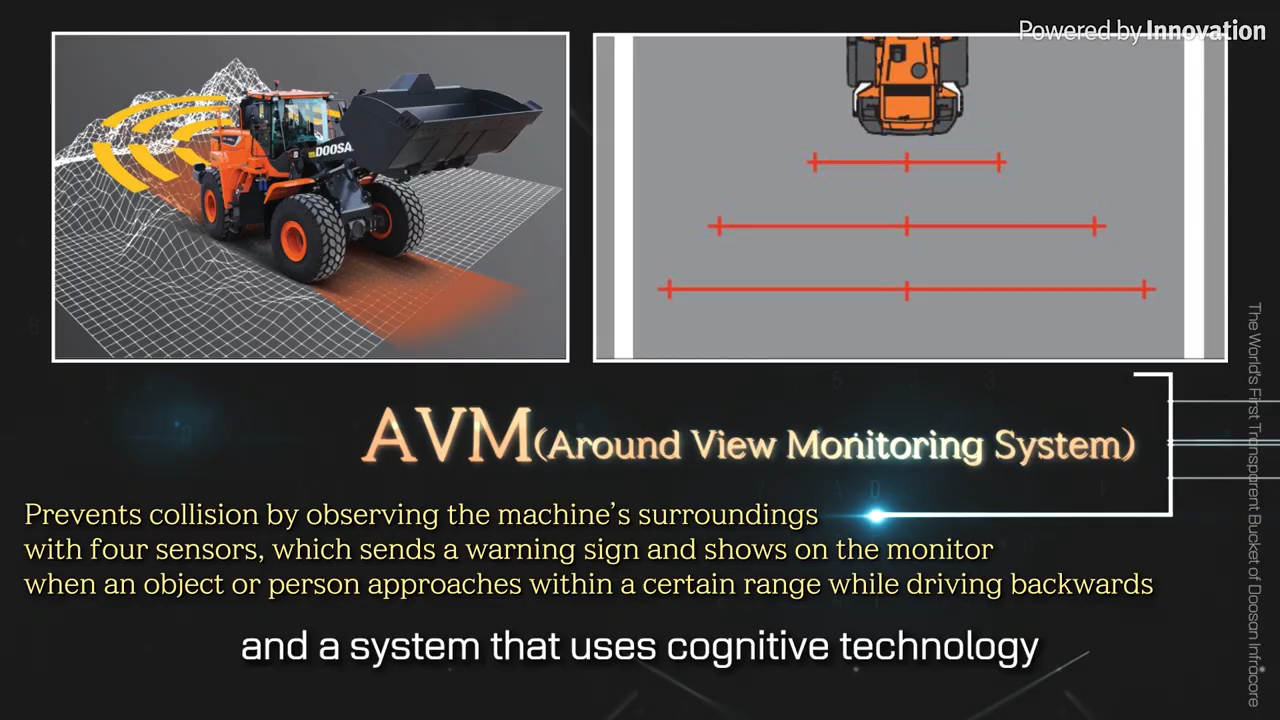 Powered by Innovation
DOOSA
AVM(Around View Monitoring System)
Prevents collision by observing the machine's surroundings
with four sensors, which sends a warning sign and shows on the monitor
when an object or person approaches within a certain range while driving backwards
and a system that uses cognitive technology
The World's First Transparent Bucket of Doosan Infracore